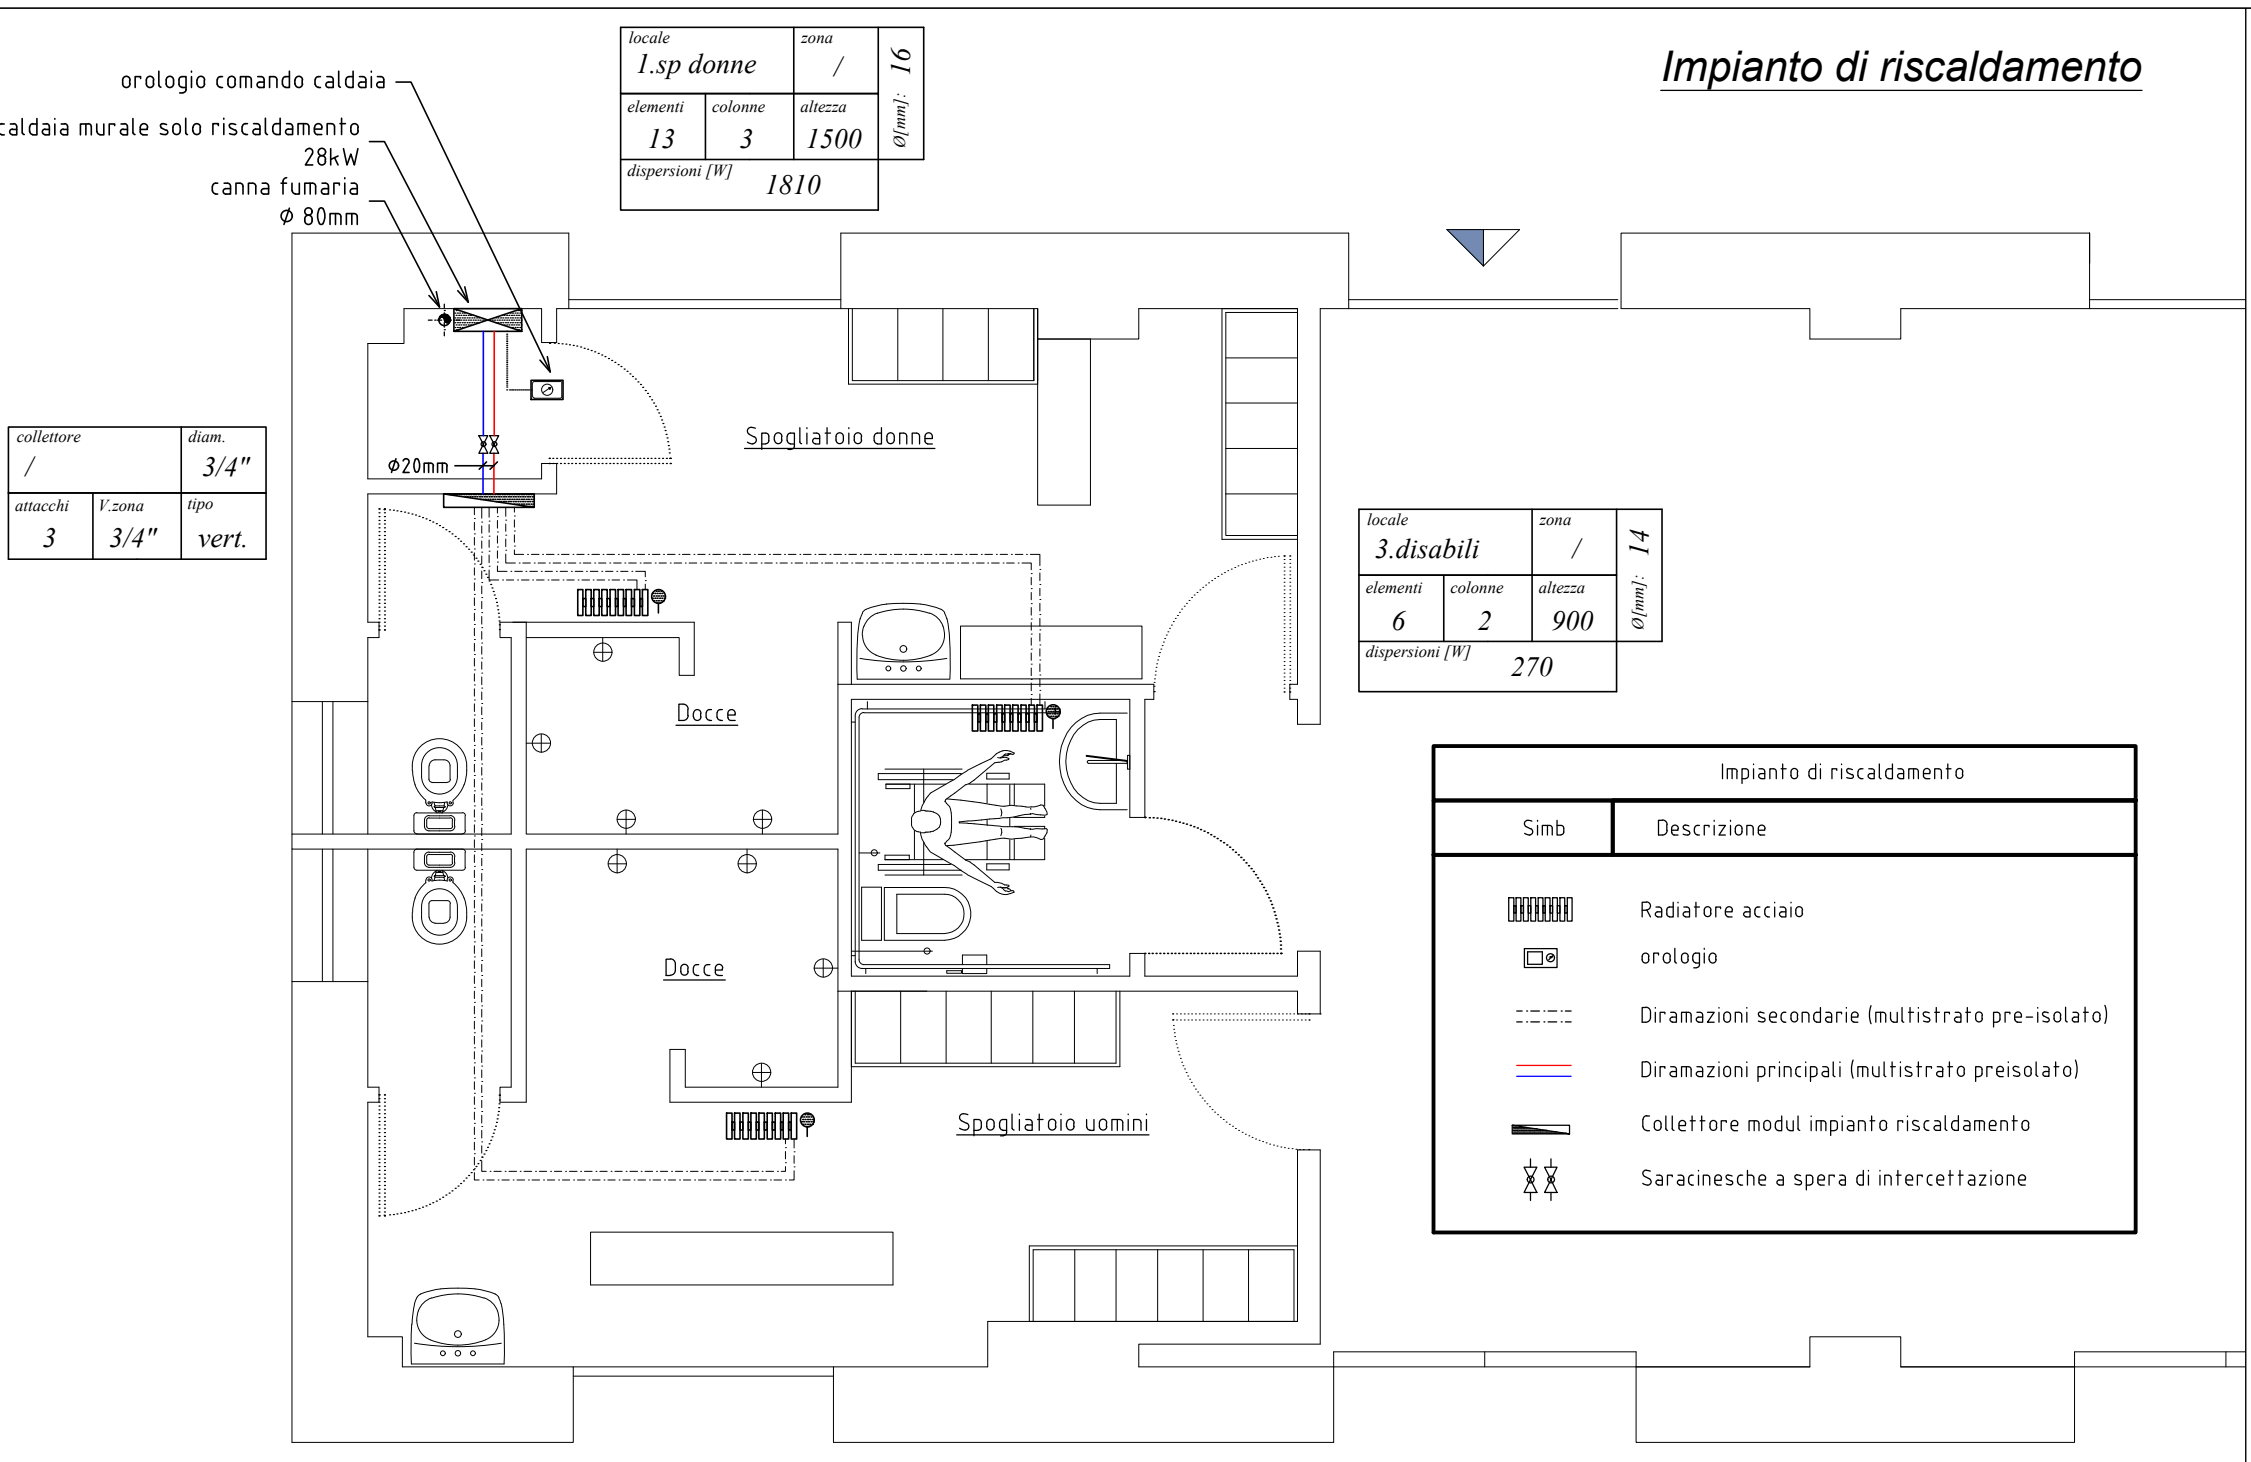 Impianto di riscaldamento
orologio comando caldaia
caldaia murale solo riscaldamento
28kW
canna fumaria
Ø 80mm
locale zona
1.sp donne /
elementi colonne altezza
13 3 1500
dispersioni [W] 1810
Ø[mm]: 16
collettore diam.
/ 3/4"
attacchi V.zona tipo
3 3/4" vert.
Ø20mm
Spogliatoio donne
locale zona
3.disabili /
elementi colonne altezza
6 2 900
dispersioni [W] 270
Ø[mm]: 14
Docce
Docce
Spogliatoio uomini
Impianto di riscaldamento
Simb Descrizione
Radiatore acciaio
orologio
Diramazioni secondarie (multistrato pre-isolato)
Diramazioni principali (multistrato preisolato)
Collettore modul impianto riscaldamento
Saracinesche a spera di intercettazione